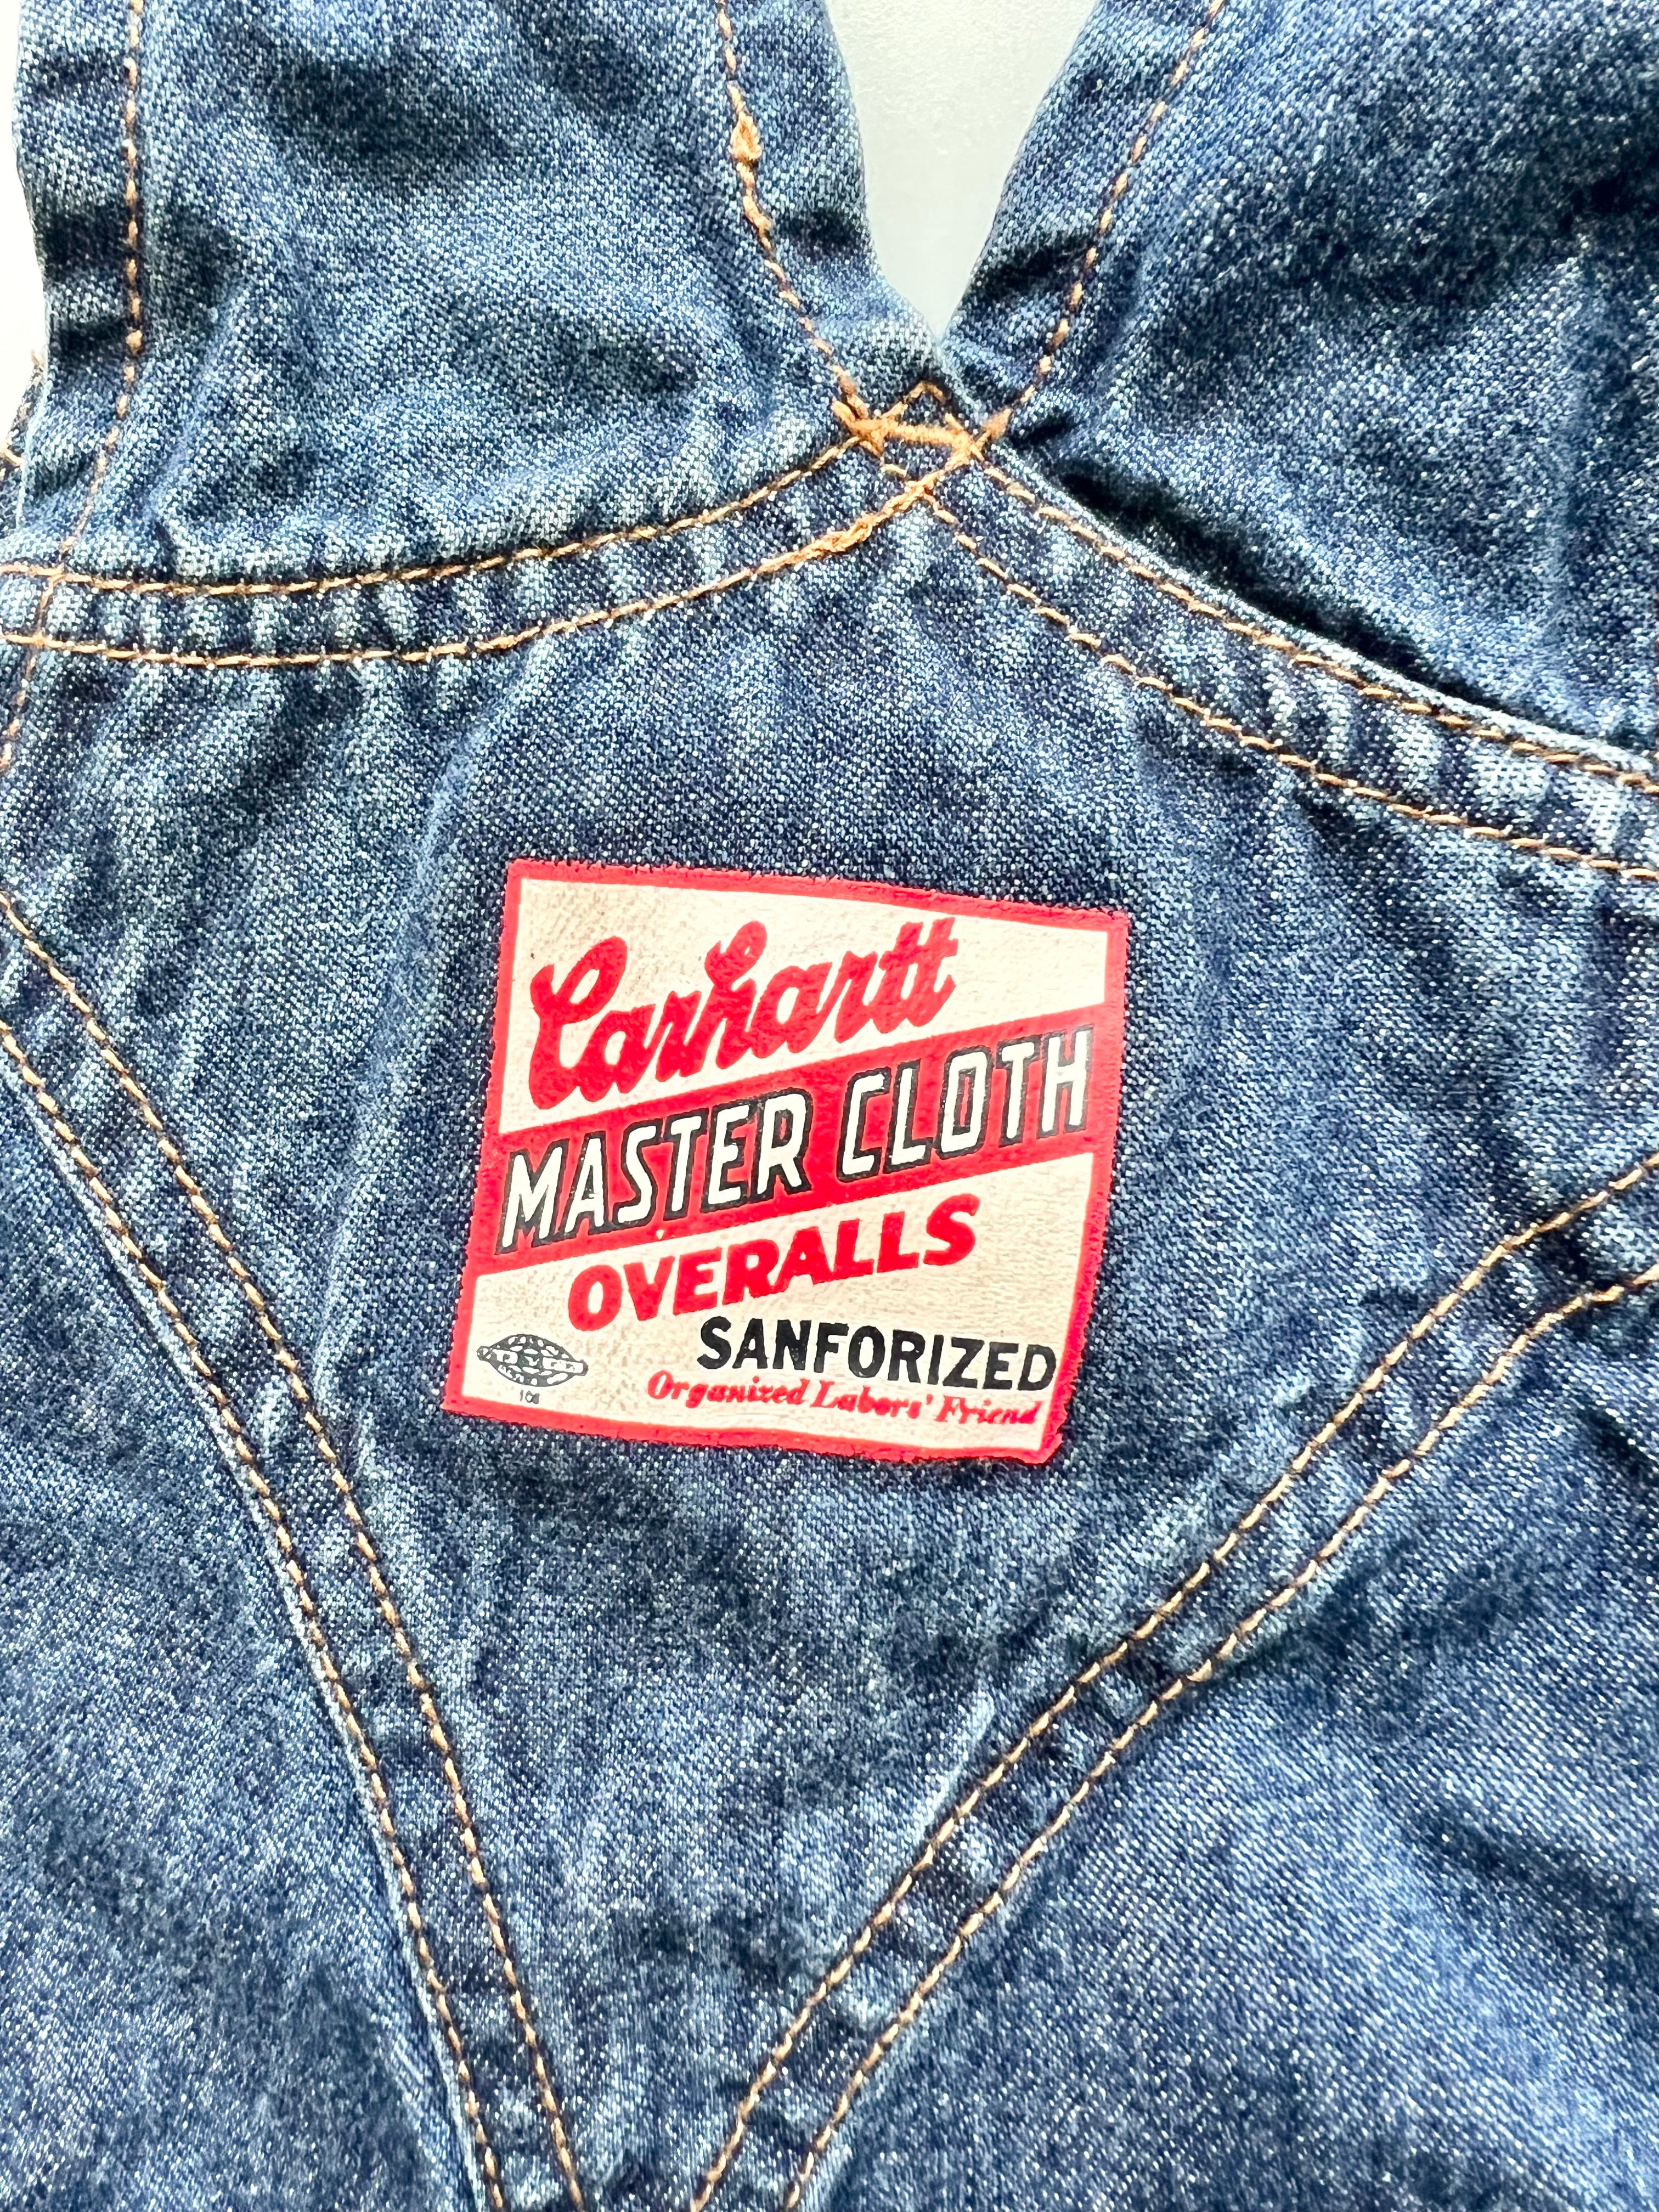 Carhartt
MASTER CLOTH
OVERALLS
SANFORIZED
Organized Labors' Friend